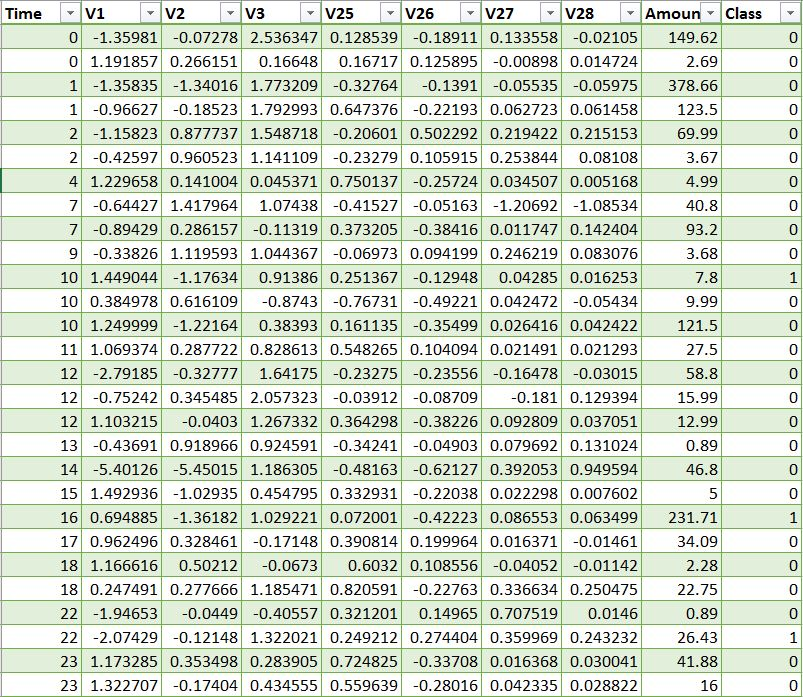 Time V1 V2 V3 V25 V26 V27 V28 Amoun Class
0 -1.35981 -0.07278 2.536347 0.128539 -0.18911 0.133558 -0.02105 149.62 0
0 1.191857 0.266151 0.16648 0.16717 0.125895 -0.00898 0.014724 2.69 0
1 -1.35835 -1.34016 1.773209 -0.32764 -0.1391 -0.05535 -0.05975 378.66 0
1 -0.96627 -0.18523 1.792993 0.647376 -0.22193 0.062723 0.061458 123.5 0
2 -1.15823 0.877737 1.548718 -0.20601 0.502292 0.219422 0.215153 69.99 0
2 -0.42597 0.960523 1.141109 -0.23279 0.105915 0.253844 0.08108 3.67 0
4 1.229658 0.141004 0.045371 0.750137 -0.25724 0.034507 0.005168 4.99 0
7 -0.64427 1.417964 1.07438 -0.41527 -0.05163 -1.20692 -1.08534 40.8 0
7 -0.89429 0.286157 -0.11319 0.373205 -0.38416 0.011747 0.142404 93.2 0
9 -0.33826 1.119593 1.044367 -0.06973 0.094199 0.246219 0.083076 3.68 0
10 1.449044 -1.17634 0.91386 0.251367 -0.12948 0.04285 0.016253 7.8 1
10 0.384978 0.616109 -0.8743 -0.76731 -0.49221 0.042472 -0.05434 9.99 0
10 1.249999 -1.22164 0.38393 0.161135 -0.35499 0.026416 0.042422 121.5 0
11 1.069374 0.287722 0.828613 0.548265 0.104094 0.021491 0.021293 27.5 0
12 -2.79185 -0.32777 1.64175 -0.23275 -0.23556 -0.16478 -0.03015 58.8 0
12 -0.75242 0.345485 2.057323 -0.03912 -0.08709 -0.181 0.129394 15.99 0
12 1.103215 -0.0403 1.267332 0.364298 -0.38226 0.092809 0.037051 12.99 0
13 -0.43691 0.918966 0.924591 -0.34241 -0.04903 0.079692 0.131024 0.89 0
14 -5.40126 -5.45015 1.186305 -0.48163 -0.62127 0.392053 0.949594 46.8 0
15 1.492936 -1.02935 0.454795 0.332931 -0.22038 0.022298 0.007602 5 0
16 0.694885 -1.36182 1.029221 0.072001 -0.42223 0.086553 0.063499 231.71 1
17 0.962496 0.328461 -0.17148 0.390814 0.199964 0.016371 -0.01461 34.09 0
18 1.166616 0.50212 -0.0673 0.6032 0.108556 -0.04052 -0.01142 2.28 0
18 0.247491 0.277666 1.185471 0.820591 -0.22763 0.336634 0.250475 22.75 0
22 -1.94653 -0.0449 -0.40557 0.321201 0.14965 0.707519 0.0146 0.89 0
22 -2.07429 -0.12148 1.322021 0.249212 0.274404 0.359969 0.243232 26.43 1
23 1.173285 0.353498 0.283905 0.724825 -0.33708 0.016368 0.030041 41.88 0
23 1.322707 -0.17404 0.434555 0.559639 -0.28016 0.042335 0.028822 16 0